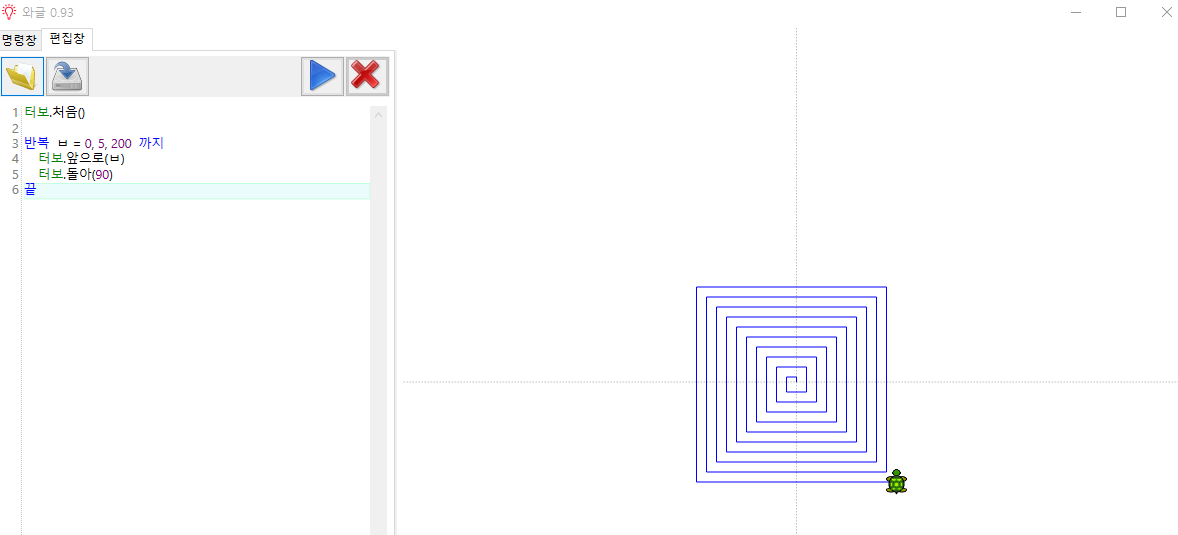 와글 0.93
명령창 편집창
1 터보.처음()
2
3 반복 ㅂ = 0, 5, 200 까지
4 터보.앞으로(ㅂ)
5 터보.돌아(90)
6 끝